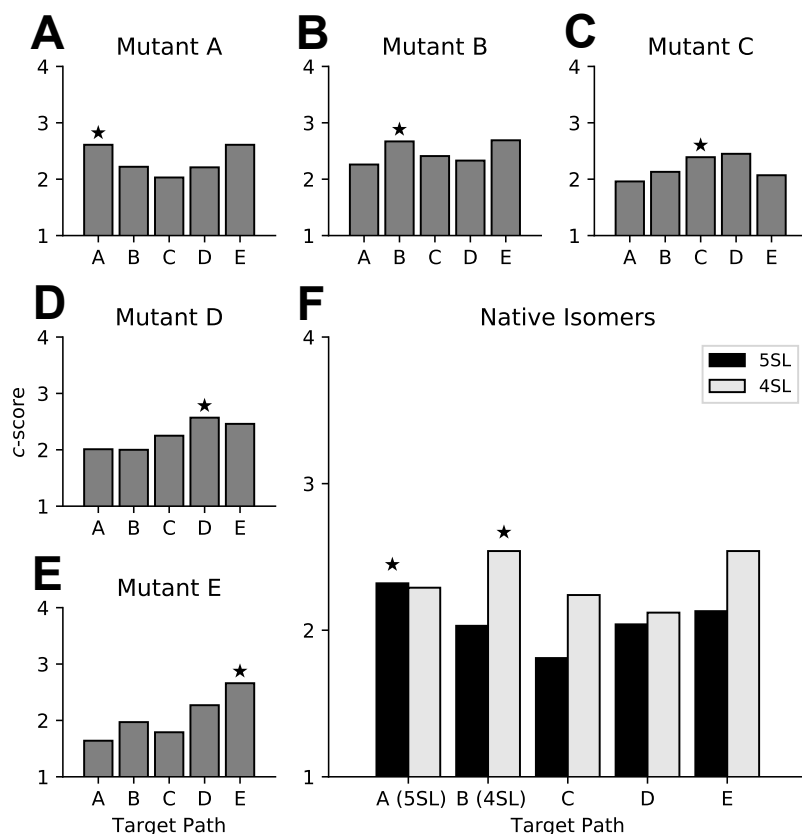 A
Mutant A
4
3
2
1
A B C D E
B
Mutant B
4
3
2
1
A B C D E
C
Mutant C
4
3
2
1
A B C D E
D
Mutant D
4
3
2
1
c-score
A B C D E
E
Mutant E
4
3
2
1
A B C D E
Target Path
F
Native Isomers
5SL
4SL
4
3
2
1
A (5SL) B (4SL) C D E
Target Path